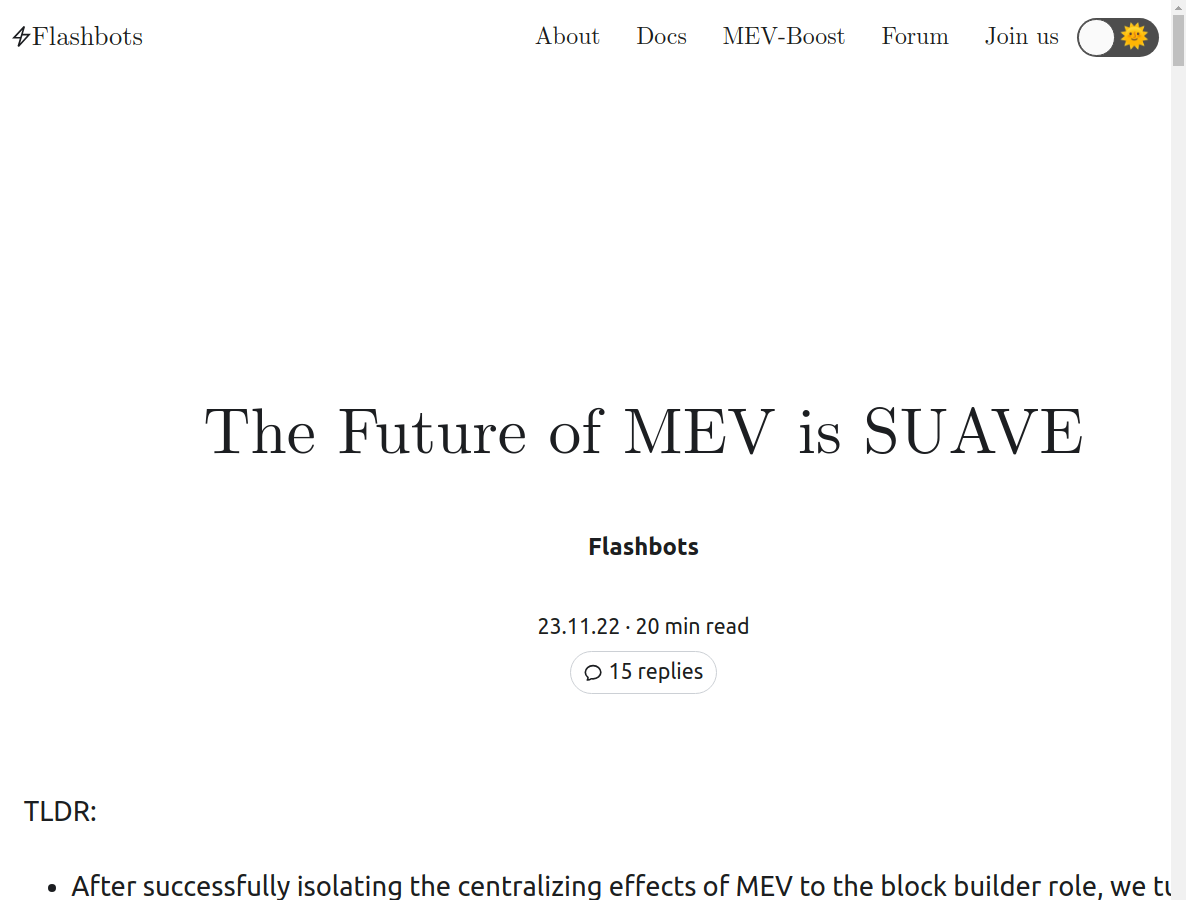 Flashbots
About Docs MEV-Boost Forum Join us
The Future of MEV is SUAVE
Flashbots
23.11.22 · 20 min read
15 replies
TLDR:
• After successfully isolating the centralizing effects of MEV to the block builder role, we